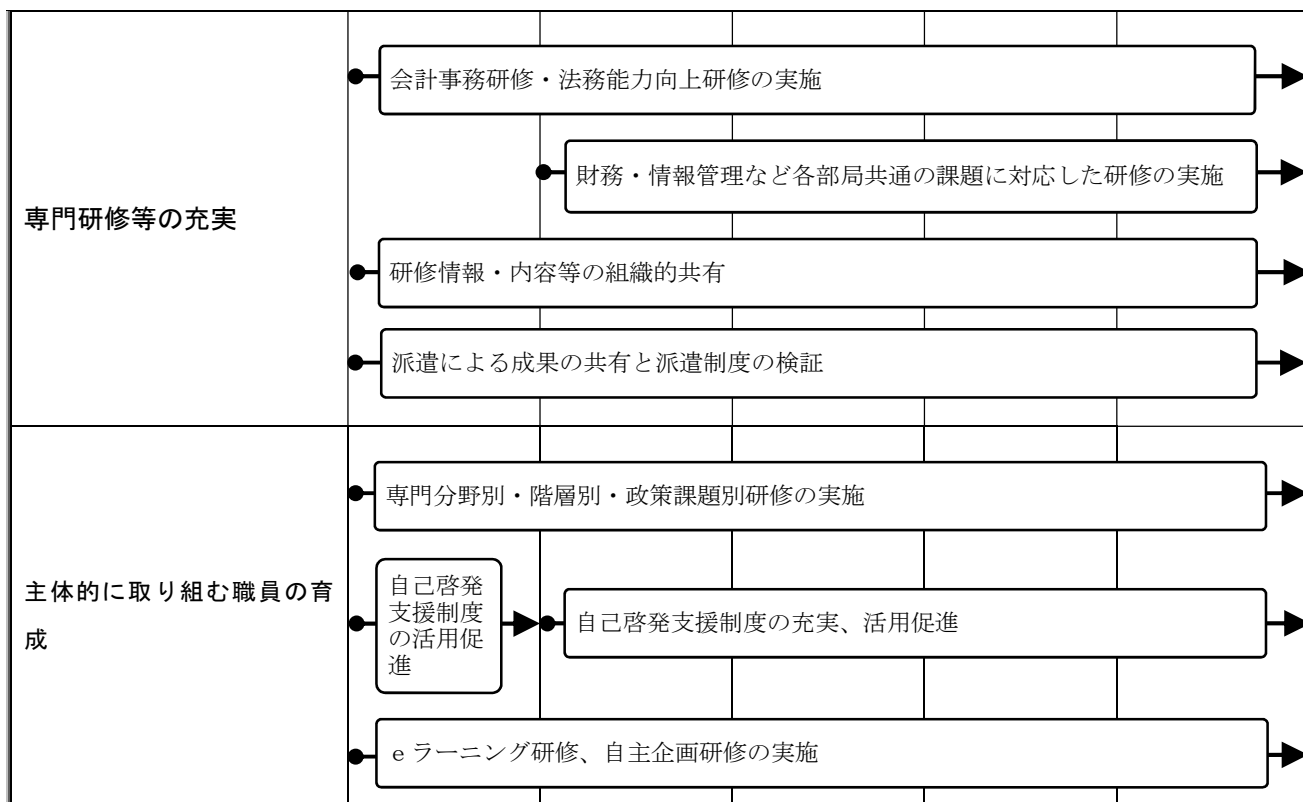 専門研修等の充実
会計事務研修・法務能力向上研修の実施
財務・情報管理など各部局共通の課題に対応した研修の実施
研修情報・内容等の組織的共有
派遣による成果の共有と派遣制度の検証
主体的に取り組む職員の育
成
専門分野別・階層別・政策課題別研修の実施
自己啓発
支援制度
の活用促
進
自己啓発支援制度の充実、活用促進
ｅラーニング研修、自主企画研修の実施